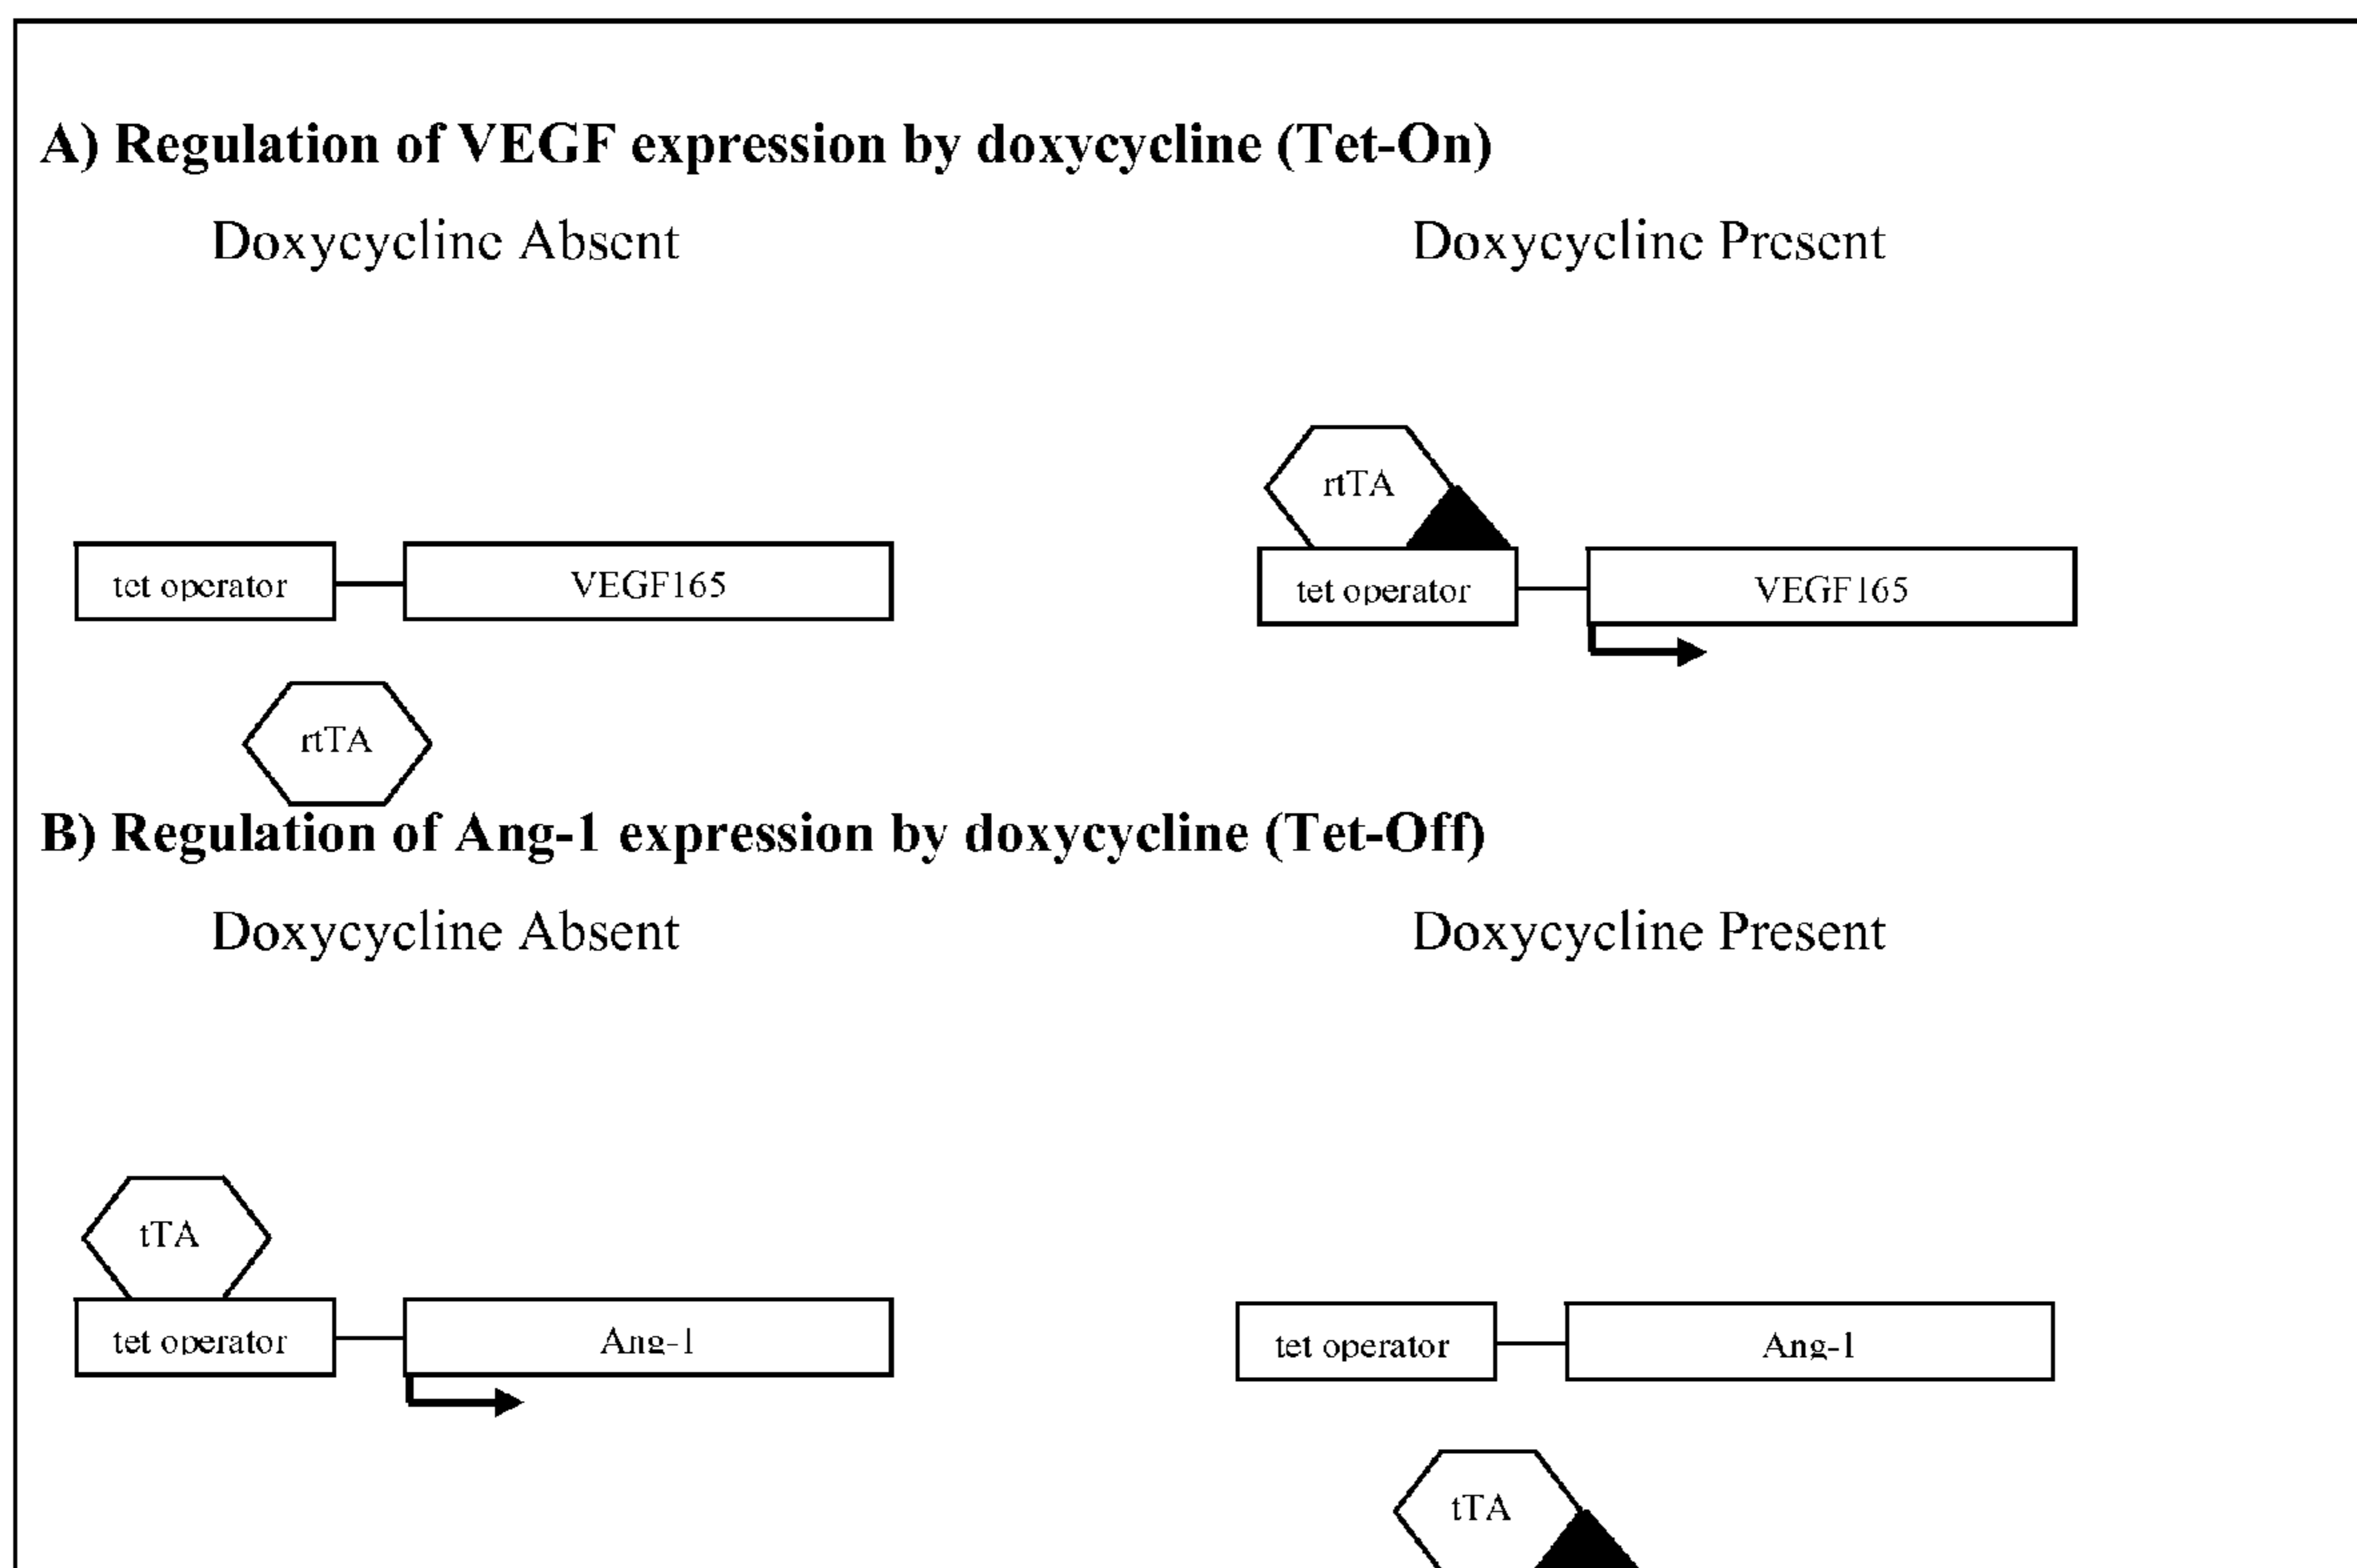 A) Regulation of VEGF expression by doxycycline (Tet-On)
Doxycycline Absent
Doxycycline Present
rtTA
tet operator
VEGF165
tet operator
VEGF165
rtTA
B) Regulation of Ang-1 expression by doxycycline (Tet-Off)
Doxycycline Absent
Doxycycline Present
tTA
tet operator
Ang-1
tet operator
Ang-1
tTA